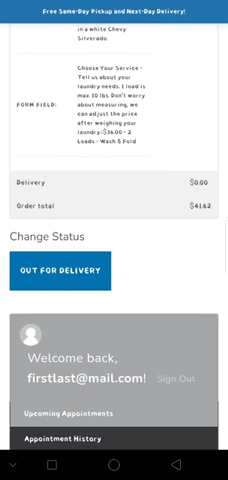 Free Same-Day Pickup and Next-Day Delivery!
in a white Chevy
Silverado.
FORM FIELD:
Choose Your Service -
Tell us about your
laundry needs. 1 load is
max. 10 lbs. Don't worry
about measuring, we
can adjust the price
after weighing your
laundry:$36.00 - 2
Loads - Wash & Fold
Delivery $0.00
Order total $41.62
Change Status
OUT FOR DELIVERY
Welcome back,
firstlast@mail.com! Sign Out
Upcoming Appointments
Appointment History